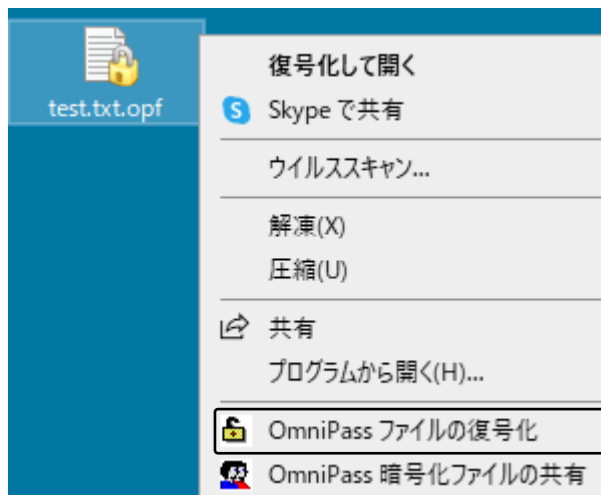 test.txt.opf
復号化して開く
Skype で共有
ウイルススキャン...
解凍(X)
圧縮(U)
共有
プログラムから開く(H)...
OmniPass ファイルの復号化
OmniPass 暗号化ファイルの共有